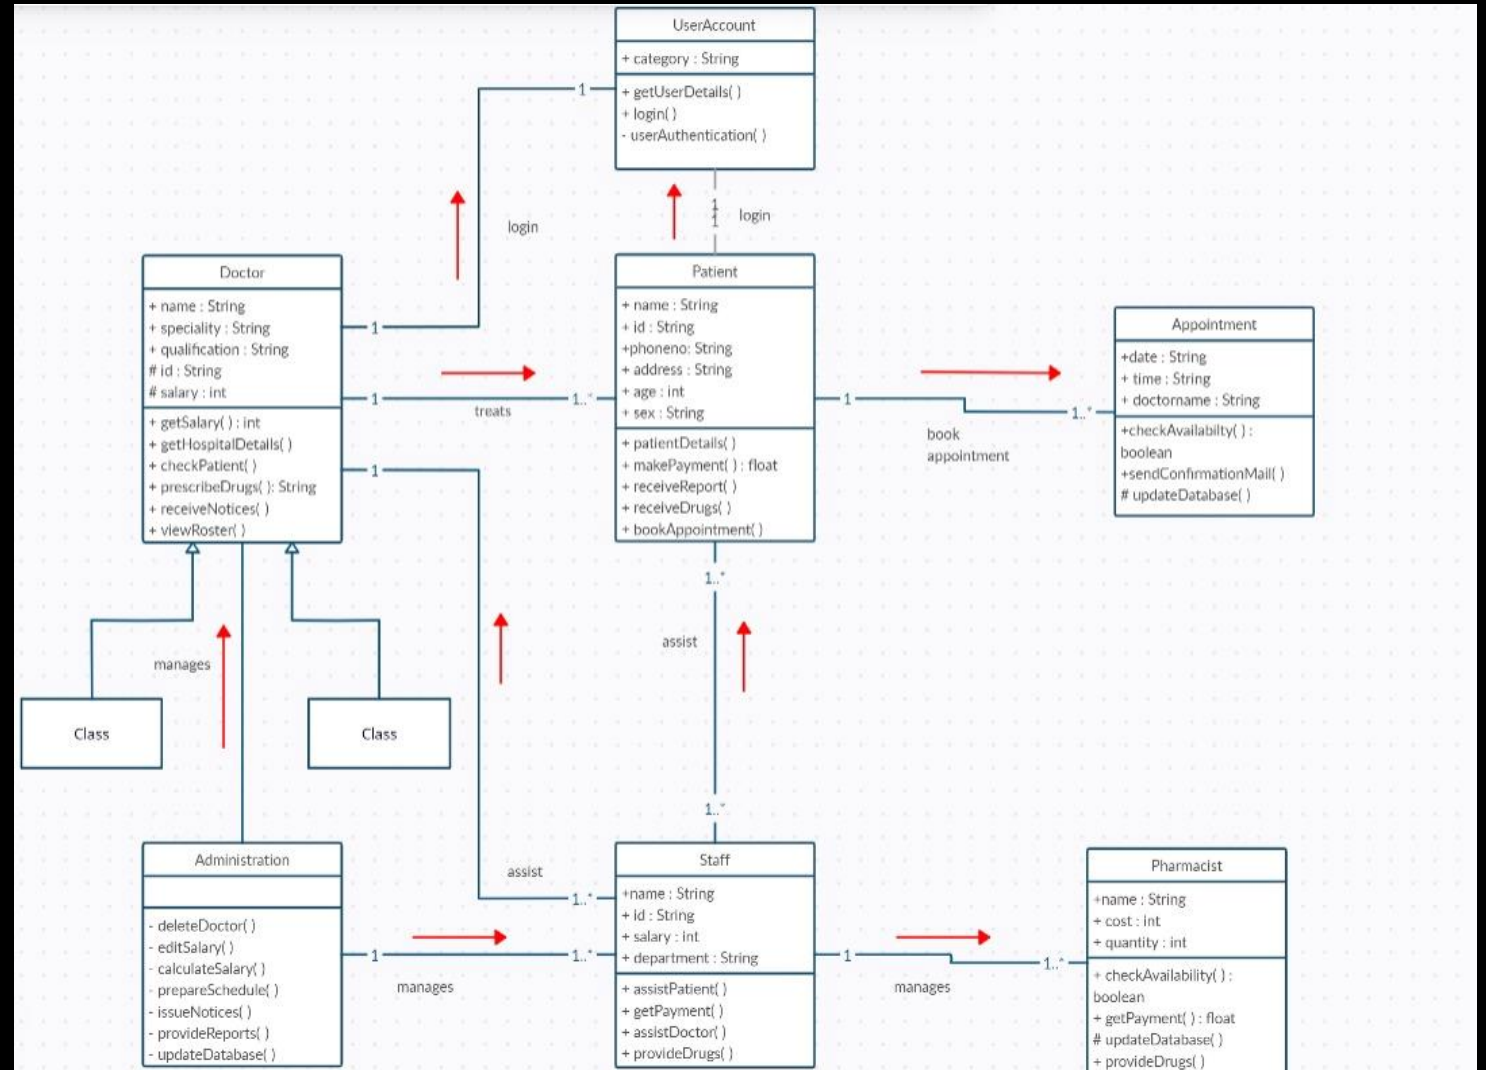 UserAccount
+ category : String
+ getUserDetails( )
+ login( )
- userAuthentication( )
1
login
1
1
login
Doctor
+ name : String
+ speciality : String
+ qualification : String
# id : String
# salary : int
+ getSalary( ) : int
+ getHospitalDetails( )
+ checkPatient( )
+ prescribeDrugs( ): String
+ receiveNotices( )
+ viewRoster( )
1
1
treats
1..*
1
Patient
+ name : String
+ id : String
+phoneno: String
+ address : String
+ age : int
+ sex : String
+ patientDetails( )
+ makePayment( ) : float
+ receiveReport( )
+ receiveDrugs( )
+ bookAppointment( )
1
book
appointment
1..*
Appointment
+date : String
+ time : String
+ doctorname : String
+checkAvailabilty( ) :
boolean
+sendConfirmationMail( )
# updateDatabase( )
1..*
assist
1..*
manages
Class
Class
Administration
- deleteDoctor( )
- editSalary( )
- calculateSalary( )
- prepareSchedule( )
- issueNotices( )
- provideReports( )
- updateDatabase( )
assist
1..*
1
manages
1..*
Staff
+name : String
+ id : String
+ salary : int
+ department : String
+ assistPatient( )
+ getPayment( )
+ assistDoctor( )
+ provideDrugs( )
1
manages
1..*
Pharmacist
+name : String
+ cost : int
+ quantity : int
+ checkAvailability( ) :
boolean
+ getPayment( ) : float
# updateDatabase( )
+ provideDrugs( )